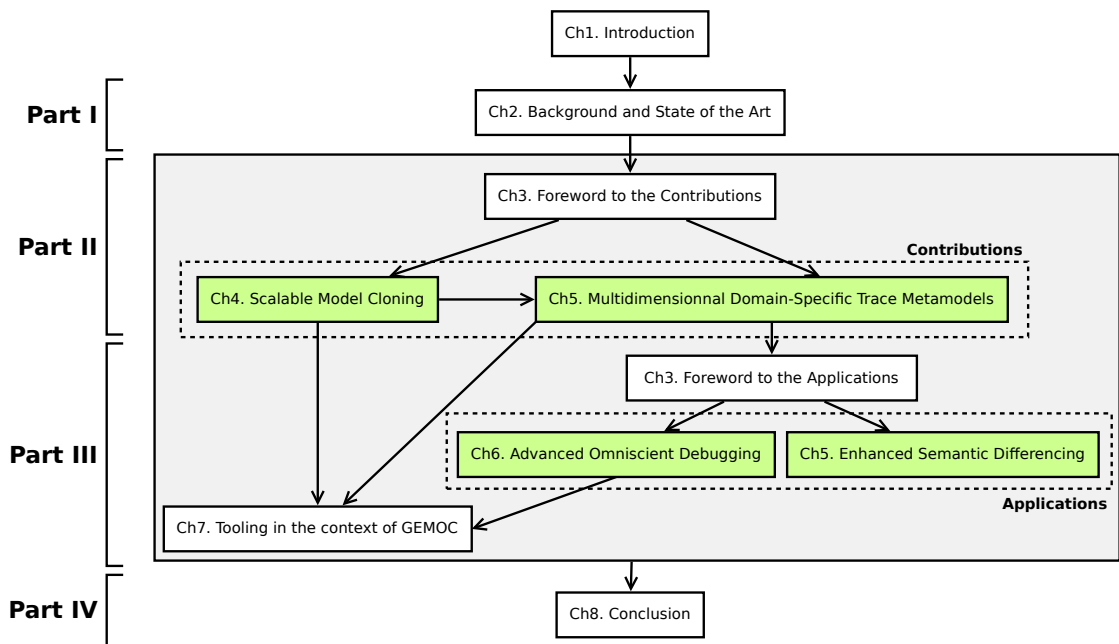 Ch1. Introduction
Part I
Ch2. Background and State of the Art
Part II
Ch3. Foreword to the Contributions
Contributions
Ch4. Scalable Model Cloning
Ch5. Multidimensionnal Domain-Specific Trace Metamodels
Part III
Ch3. Foreword to the Applications
Ch6. Advanced Omniscient Debugging
Ch5. Enhanced Semantic Differencing
Applications
Ch7. Tooling in the context of GEMOC
Part IV
Ch8. Conclusion